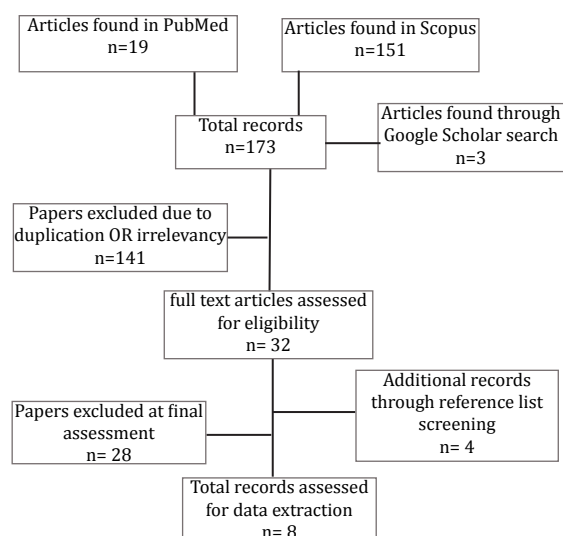 Articles found in PubMed
n=19
Articles found in Scopus
n=151
Total records
n=173
Articles found through
Google Scholar search
n=3
Papers excluded due to
duplication OR irrelevancy
n=141
full text articles assessed
for eligibility
n= 32
Additional records
through reference list
screening
n= 4
Papers excluded at final
assessment
n= 28
Total records assessed
for data extraction
n= 8